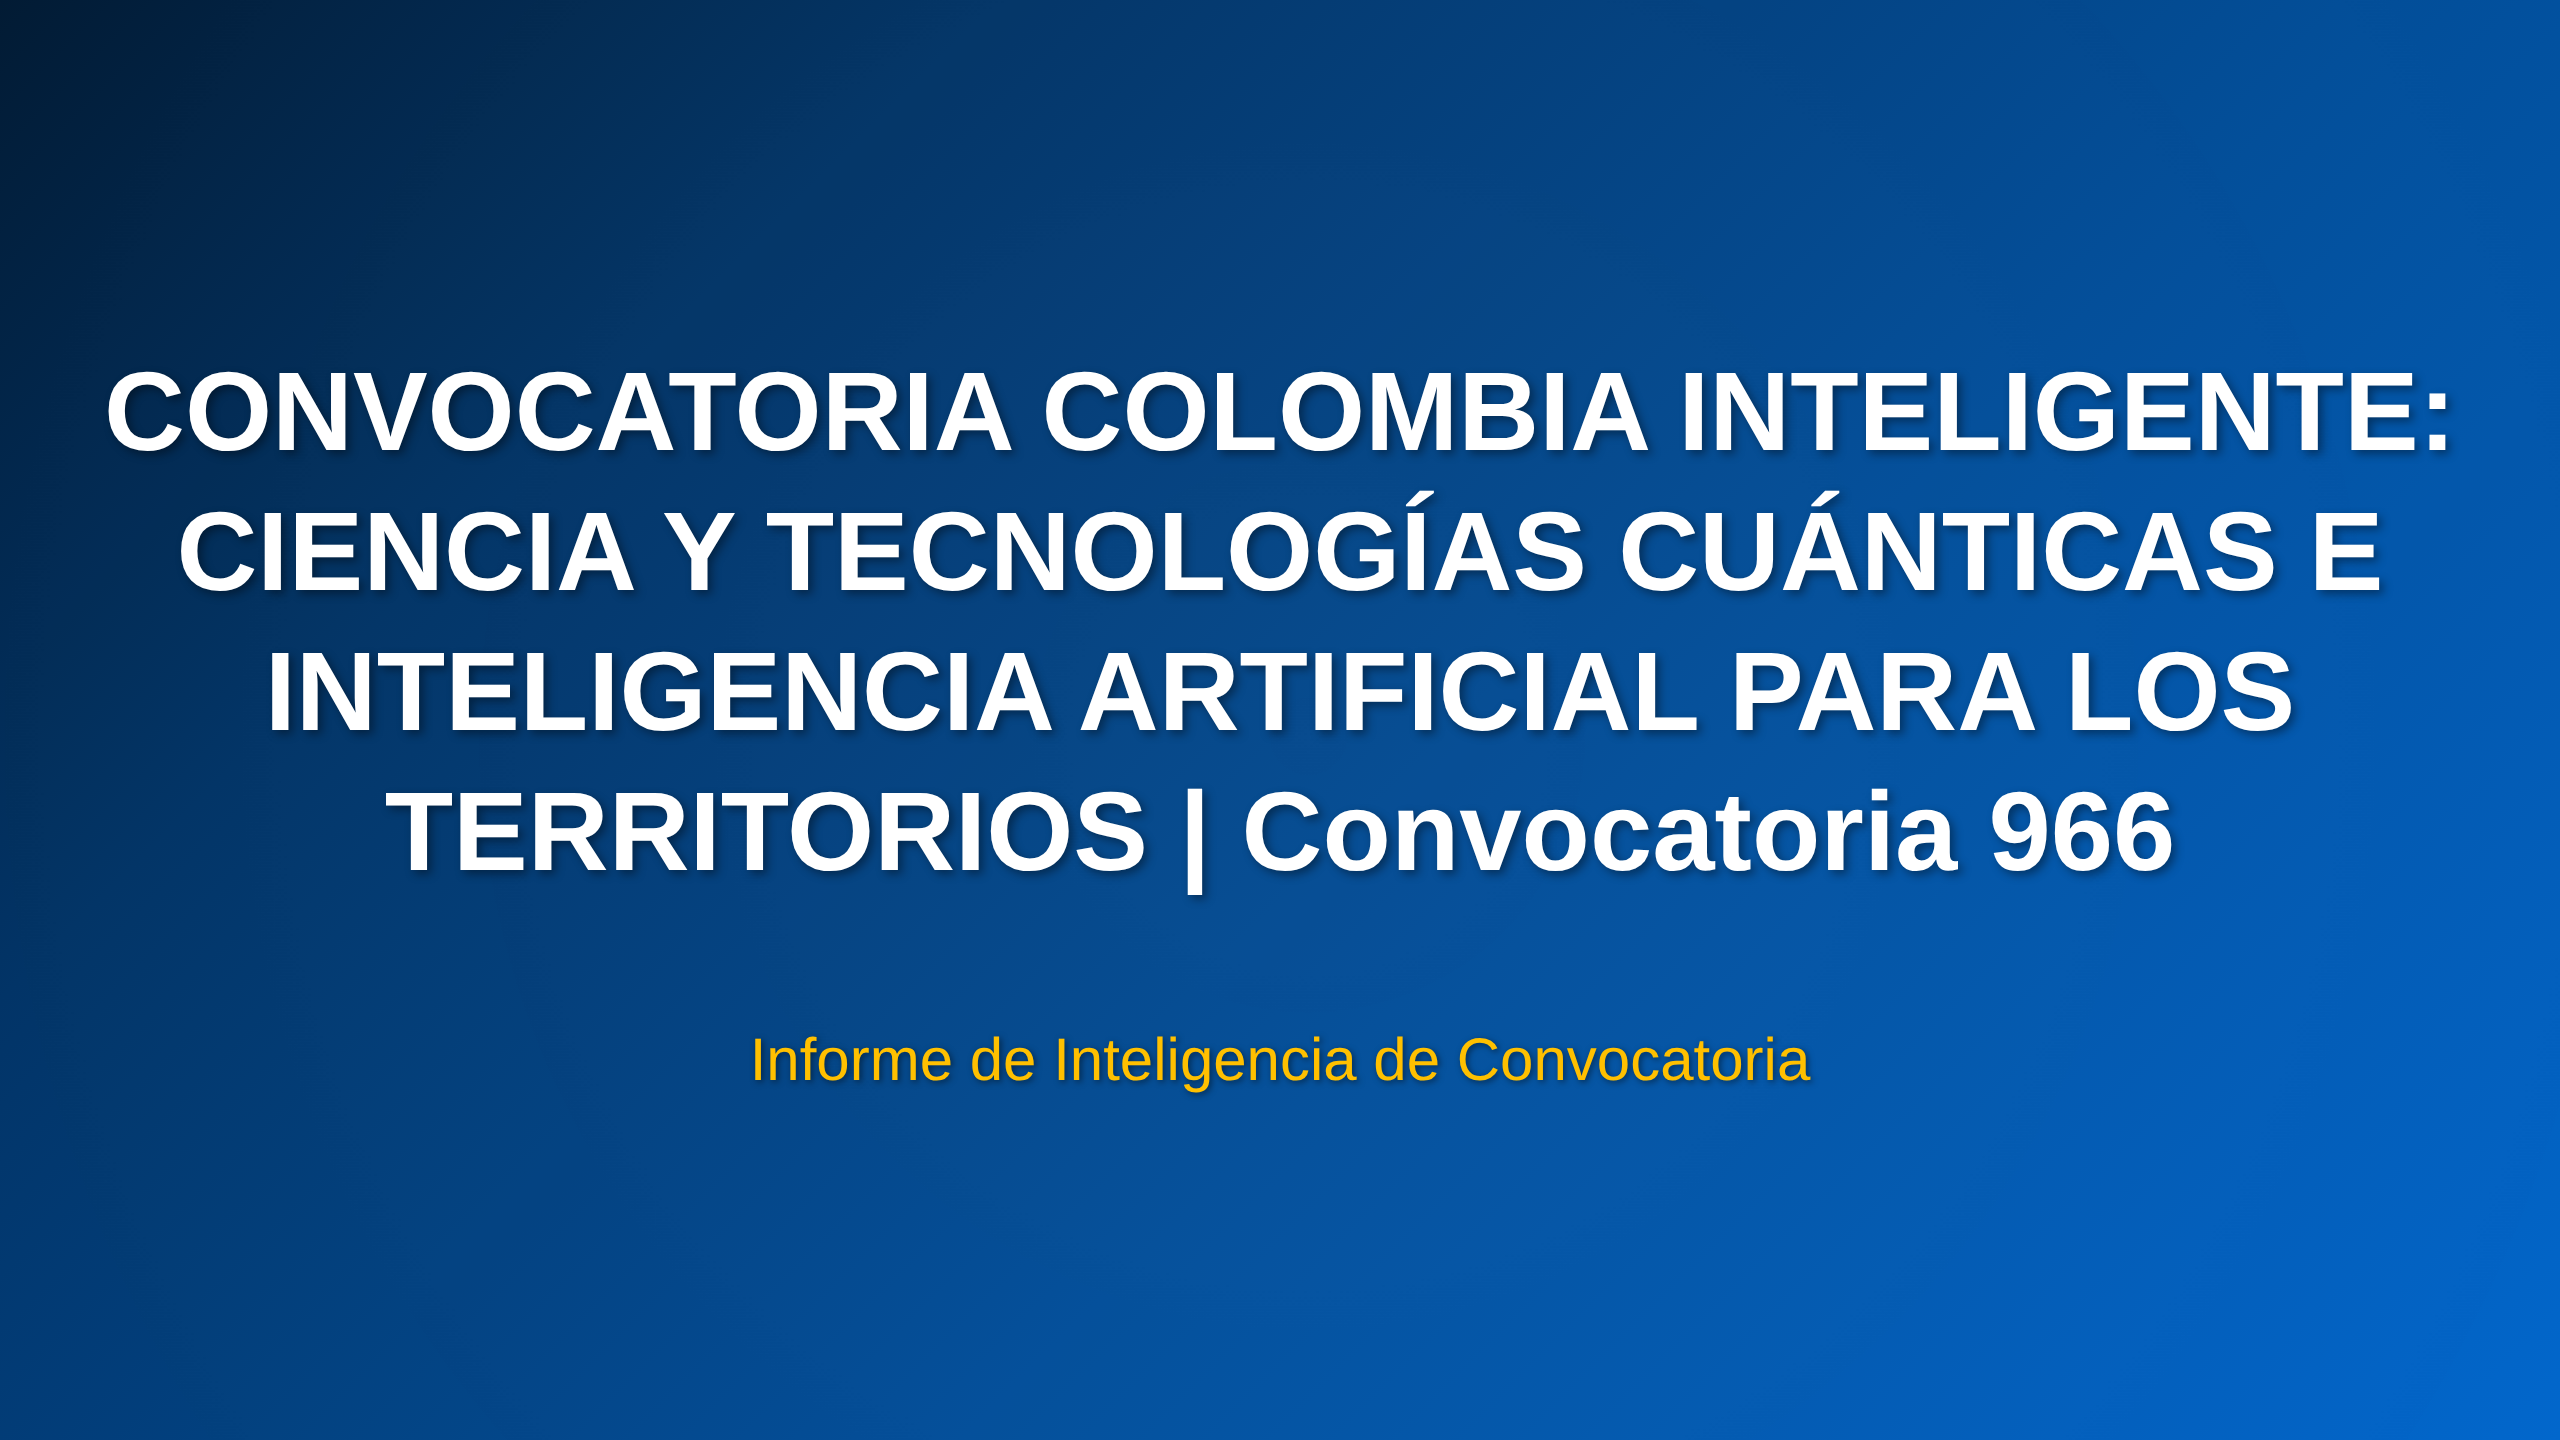 CONVOCATORIA COLOMBIA INTELIGENTE:
CIENCIA Y TECNOLOGÍAS CUÁNTICAS E
INTELIGENCIA ARTIFICIAL PARA LOS
TERRITORIOS | Convocatoria 966
Informe de Inteligencia de Convocatoria